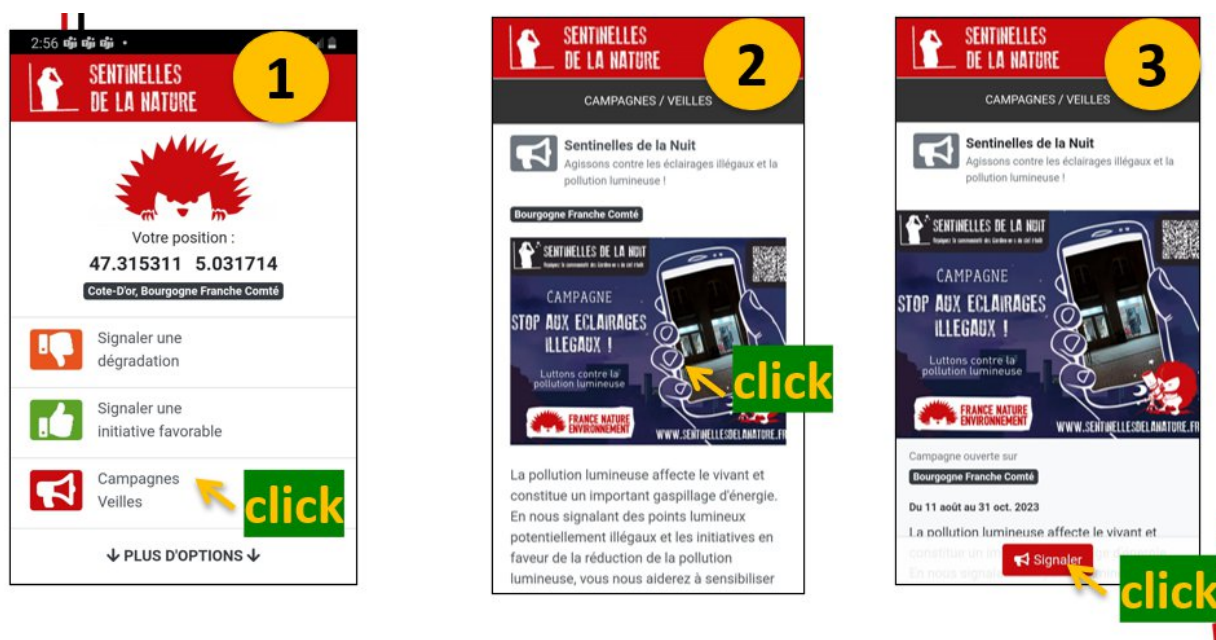 2:56
1
SENTINELLES
DE LA NATURE
Votre position :
47.315311 5.031714
Cote-D'or, Bourgogne Franche Comté
Signaler une
dégradation
Signaler une
initiative favorable
Campagnes
Veilles
click
PLUS D'OPTIONS
2
SENTINELLES
DE LA NATURE
CAMPAGNES / VEILLES
Sentinelles de la Nuit
Agissons contre les éclairages illégaux et la
pollution lumineuse !
Bourgogne Franche Comté
SENTINELLES DE LA NUIT
CAMPAGNE
STOP AUX ECLAIRAGES
ILLEGAUX !
Luttons contre la
pollution lumineuse
FRANCE NATURE
ENVIRONNEMENT
WWW.SENTINELLESDELANATURE.FR
click
La pollution lumineuse affecte le vivant et
constitue un important gaspillage d'énergie.
En nous signalant des points lumineux
potentiellement illégaux et les initiatives en
faveur de la réduction de la pollution
lumineuse, vous nous aiderez à sensibiliser
3
SENTINELLES
DE LA NATURE
CAMPAGNES / VEILLES
Sentinelles de la Nuit
Agissons contre les éclairages illégaux et la
pollution lumineuse !
SENTINELLES DE LA NUIT
CAMPAGNE
STOP AUX ECLAIRAGES
ILLEGAUX !
Luttons contre la
pollution lumineuse
FRANCE NATURE
ENVIRONNEMENT
WWW.SENTINELLESDELANATURE.FR
Campagne ouverte sur
Bourgogne Franche Comté
Du 11 août au 31 oct. 2023
La pollution lumineuse affecte le vivant et
constitue un
En nous
Signaler
click